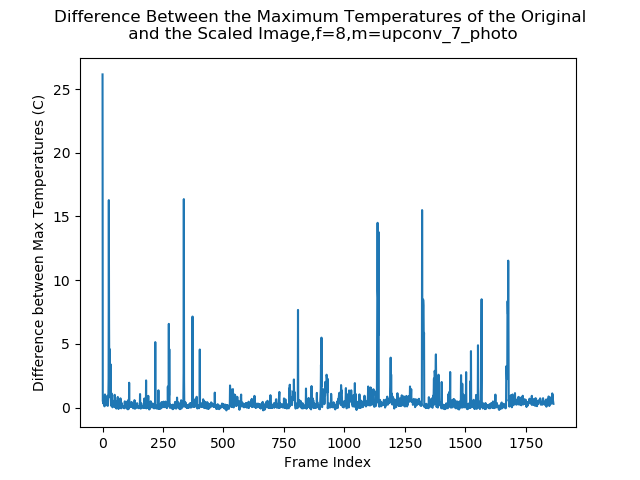 Difference Between the Maximum Temperatures of the Original
and the Scaled Image,f=8,m=upconv_7_photo
Difference between Max Temperatures (C)
25
20
15
10
5
0
0 250 500 750 1000 1250 1500 1750
Frame Index